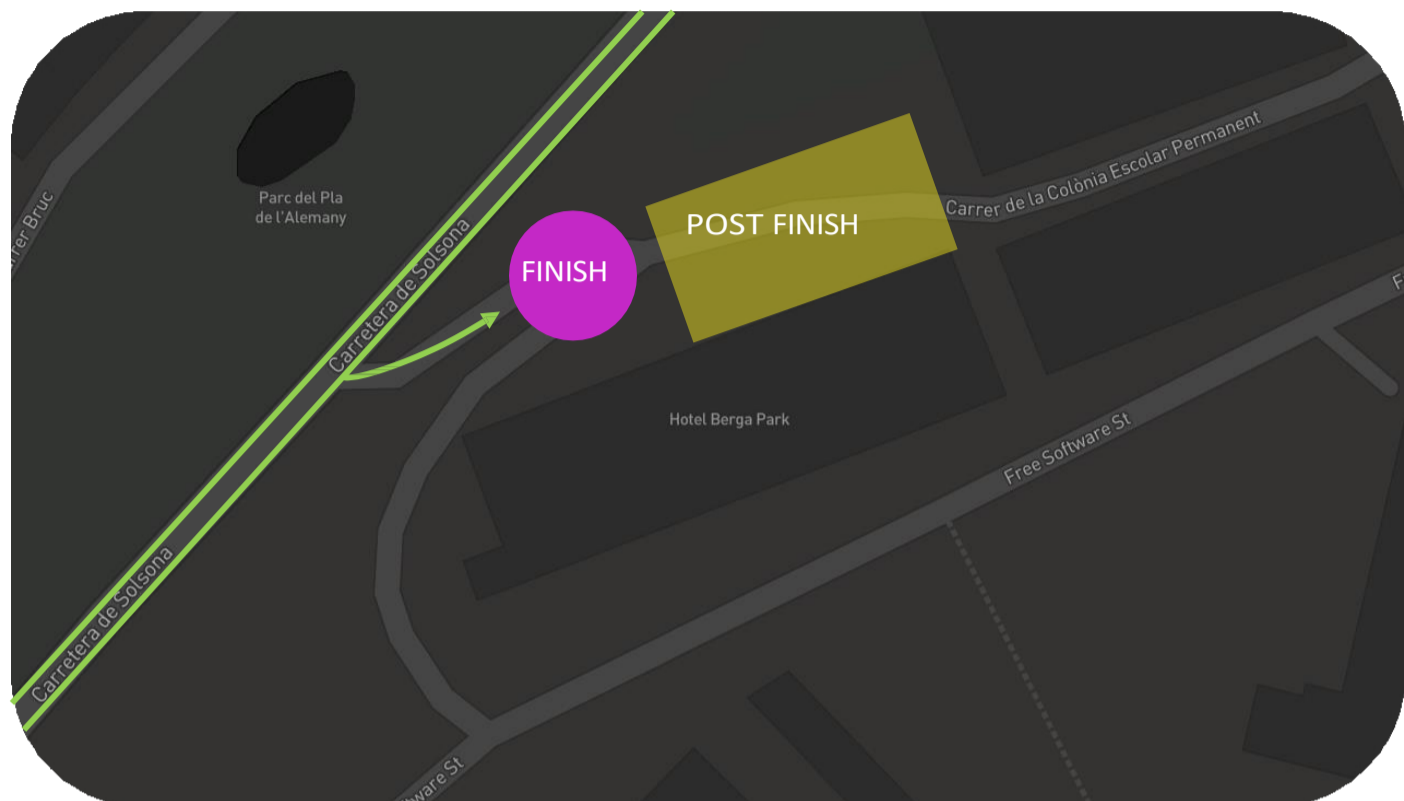 Parc del Pla
de l'Alemany
Carretera de Solsona
FINISH
POST FINISH
Carrer de la Colònia Escolar Permanent
Hotel Berga Park
Free Software St
Carretera de Solsona